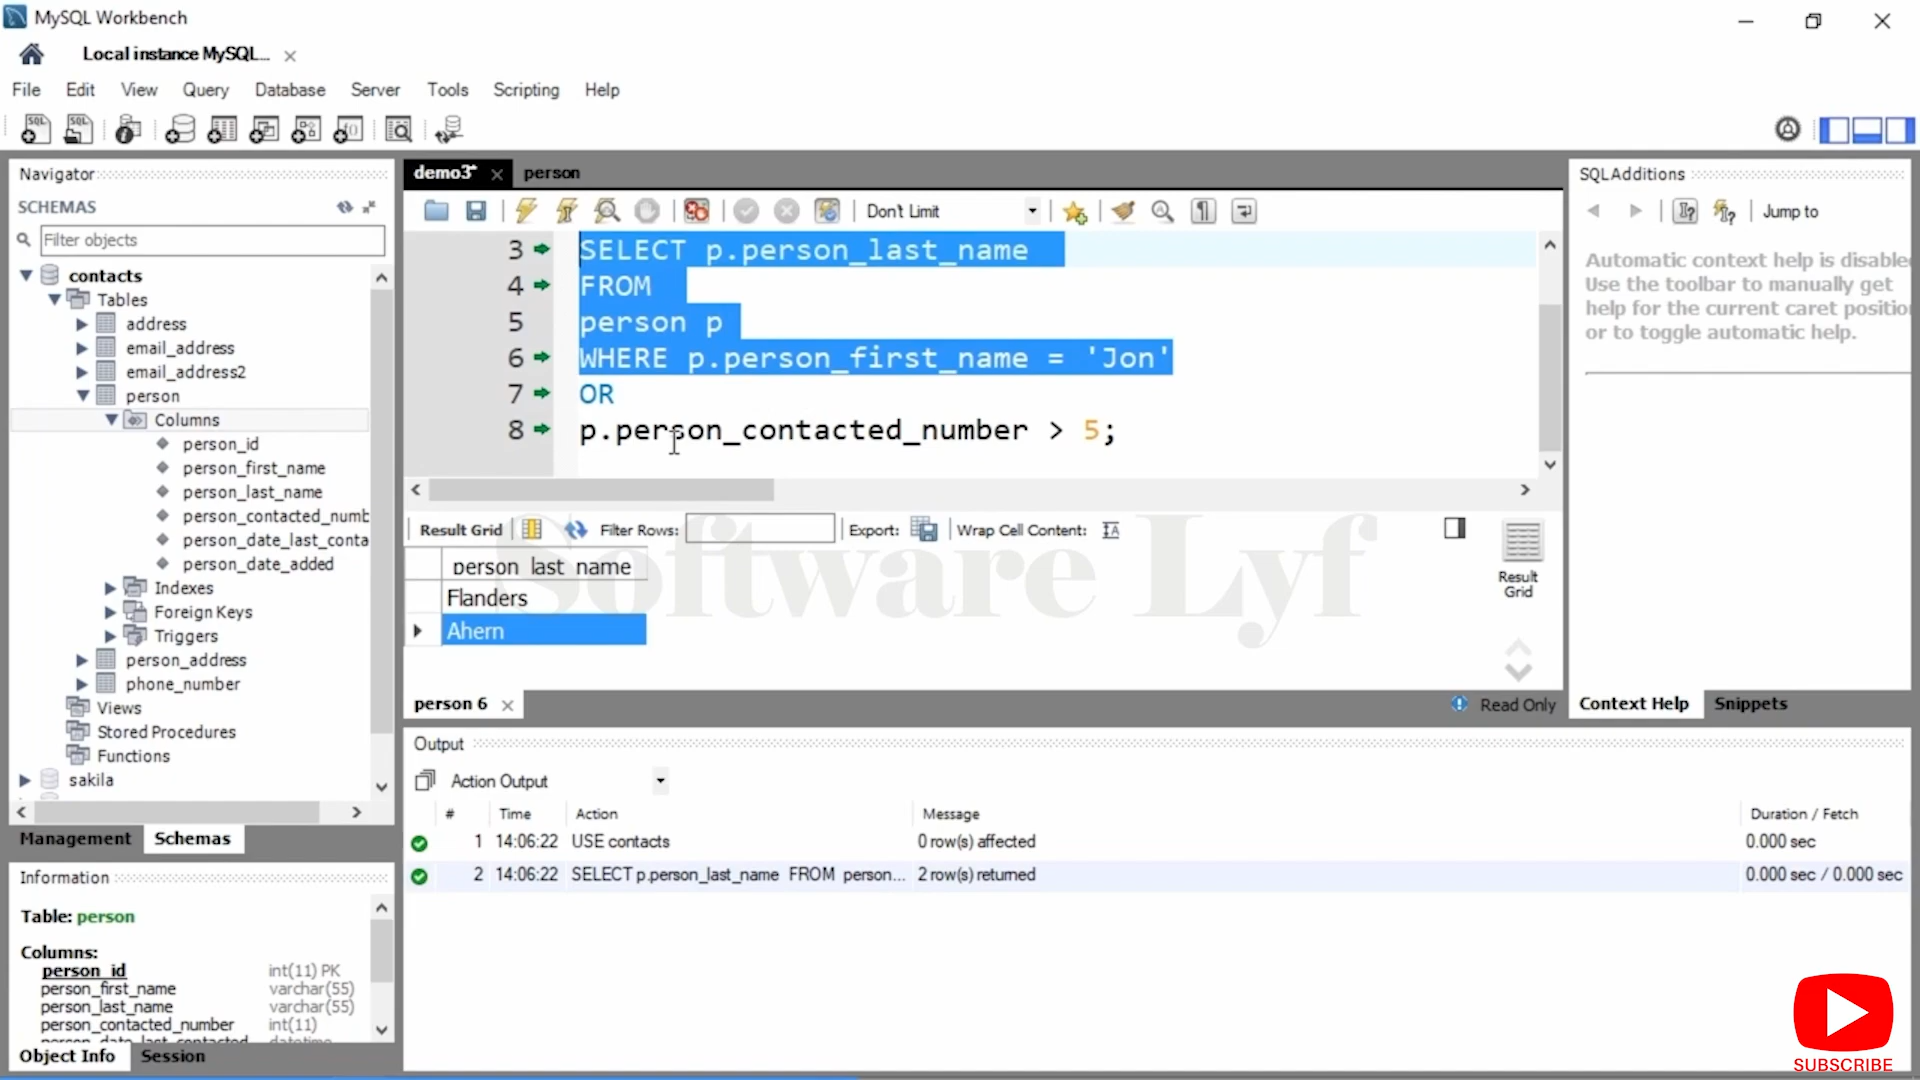 MySQL Workbench
Local instance MySQL...
File Edit View Query Database Server Tools Scripting Help
Navigator
SCHEMAS
Filter objects
contacts
Tables
address
email_address
email_address2
person
Columns
person_id
person_first_name
person_last_name
person_contacted_numb
person_date_last_conta
person_date_added
Indexes
Foreign Keys
Triggers
person_address
phone_number
Views
Stored Procedures
Functions
sakila
Management Schemas
Information
Table: person
Columns:
person_id int(11) PK
person_first_name varchar(55)
person_last_name varchar(55)
person_contacted_number int(11)
person_date_last_contacted datetime
Object Info Session
demo3* person
Don't Limit
3 SELECT p.person_last_name
4 FROM
5 person p
6 WHERE p.person_first_name = 'Jon'
7 OR
8 p.person_contacted_number > 5;
Result Grid Filter Rows: Export: Wrap Cell Content:
Software Lyf
person_last_name
Flanders
Ahern
Result
Grid
person 6
Read Only
SQLAdditions
Jump to
Automatic context help is disable
Use the toolbar to manually get
help for the current caret positio
or to toggle automatic help.
Context Help Snippets
Output
Action Output
# Time Action Message Duration / Fetch
1 14:06:22 USE contacts 0 row(s) affected 0.000 sec
2 14:06:22 SELECT p.person_last_name FROM person... 2 row(s) returned 0.000 sec / 0.000 sec
SUBSCRIBE